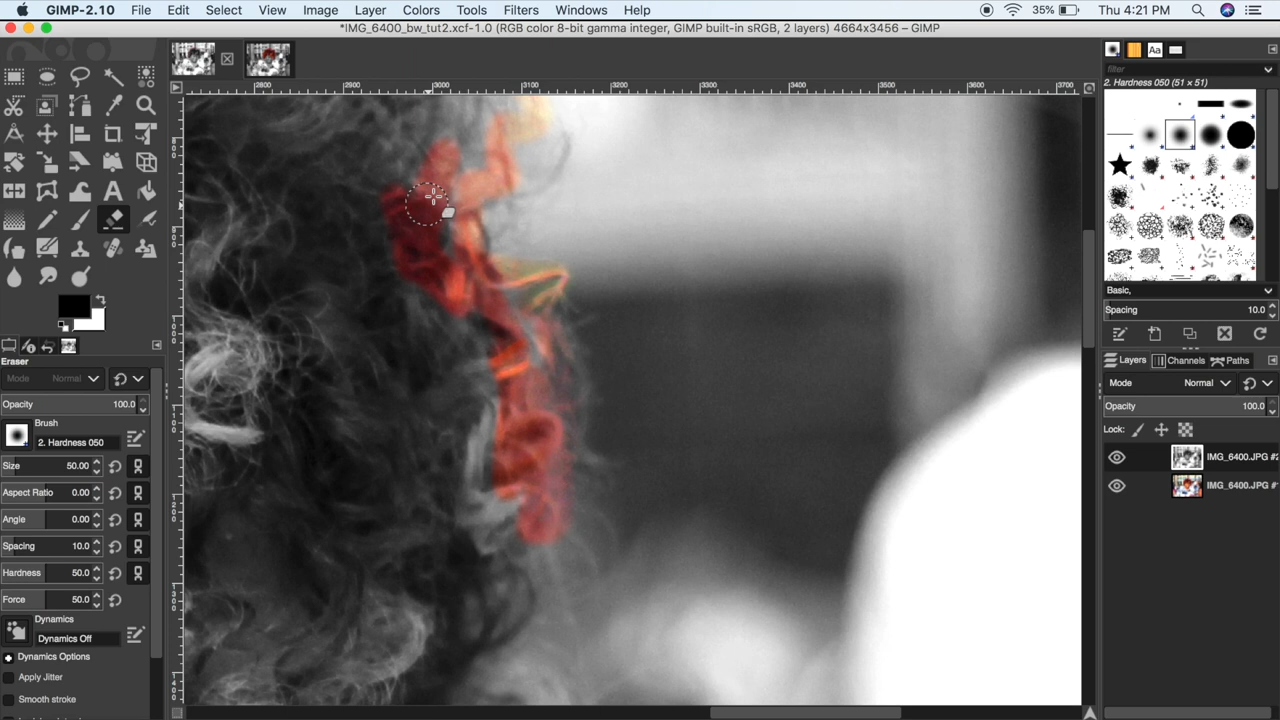 GIMP-2.10 File Edit Select View Image Layer Colors Tools Filters Windows Help 35% Thu 4:21 PM
*IMG_6400_bw_tut2.xcf-1.0 (RGB color 8-bit gamma integer, GIMP built-in sRGB, 2 layers) 4664x3456 – GIMP
2800 2900 3000 3100 3200 3300 3400 3500 3600 3700
Aa
filter
2. Hardness 050 (51 × 51)
Basic,
Spacing 10.0
Layers Channels Paths
Mode Normal
Opacity 100.0
Lock:
IMG_6400.JPG #
IMG_6400.JPG #
Eraser
Mode Normal
Opacity 100.0
Brush
2. Hardness 050
Size 50.00
Aspect Ratio 0.00
Angle 0.00
Spacing 10.0
Hardness 50.0
Force 50.0
Dynamics
Dynamics Off
Dynamics Options
Apply Jitter
Smooth stroke